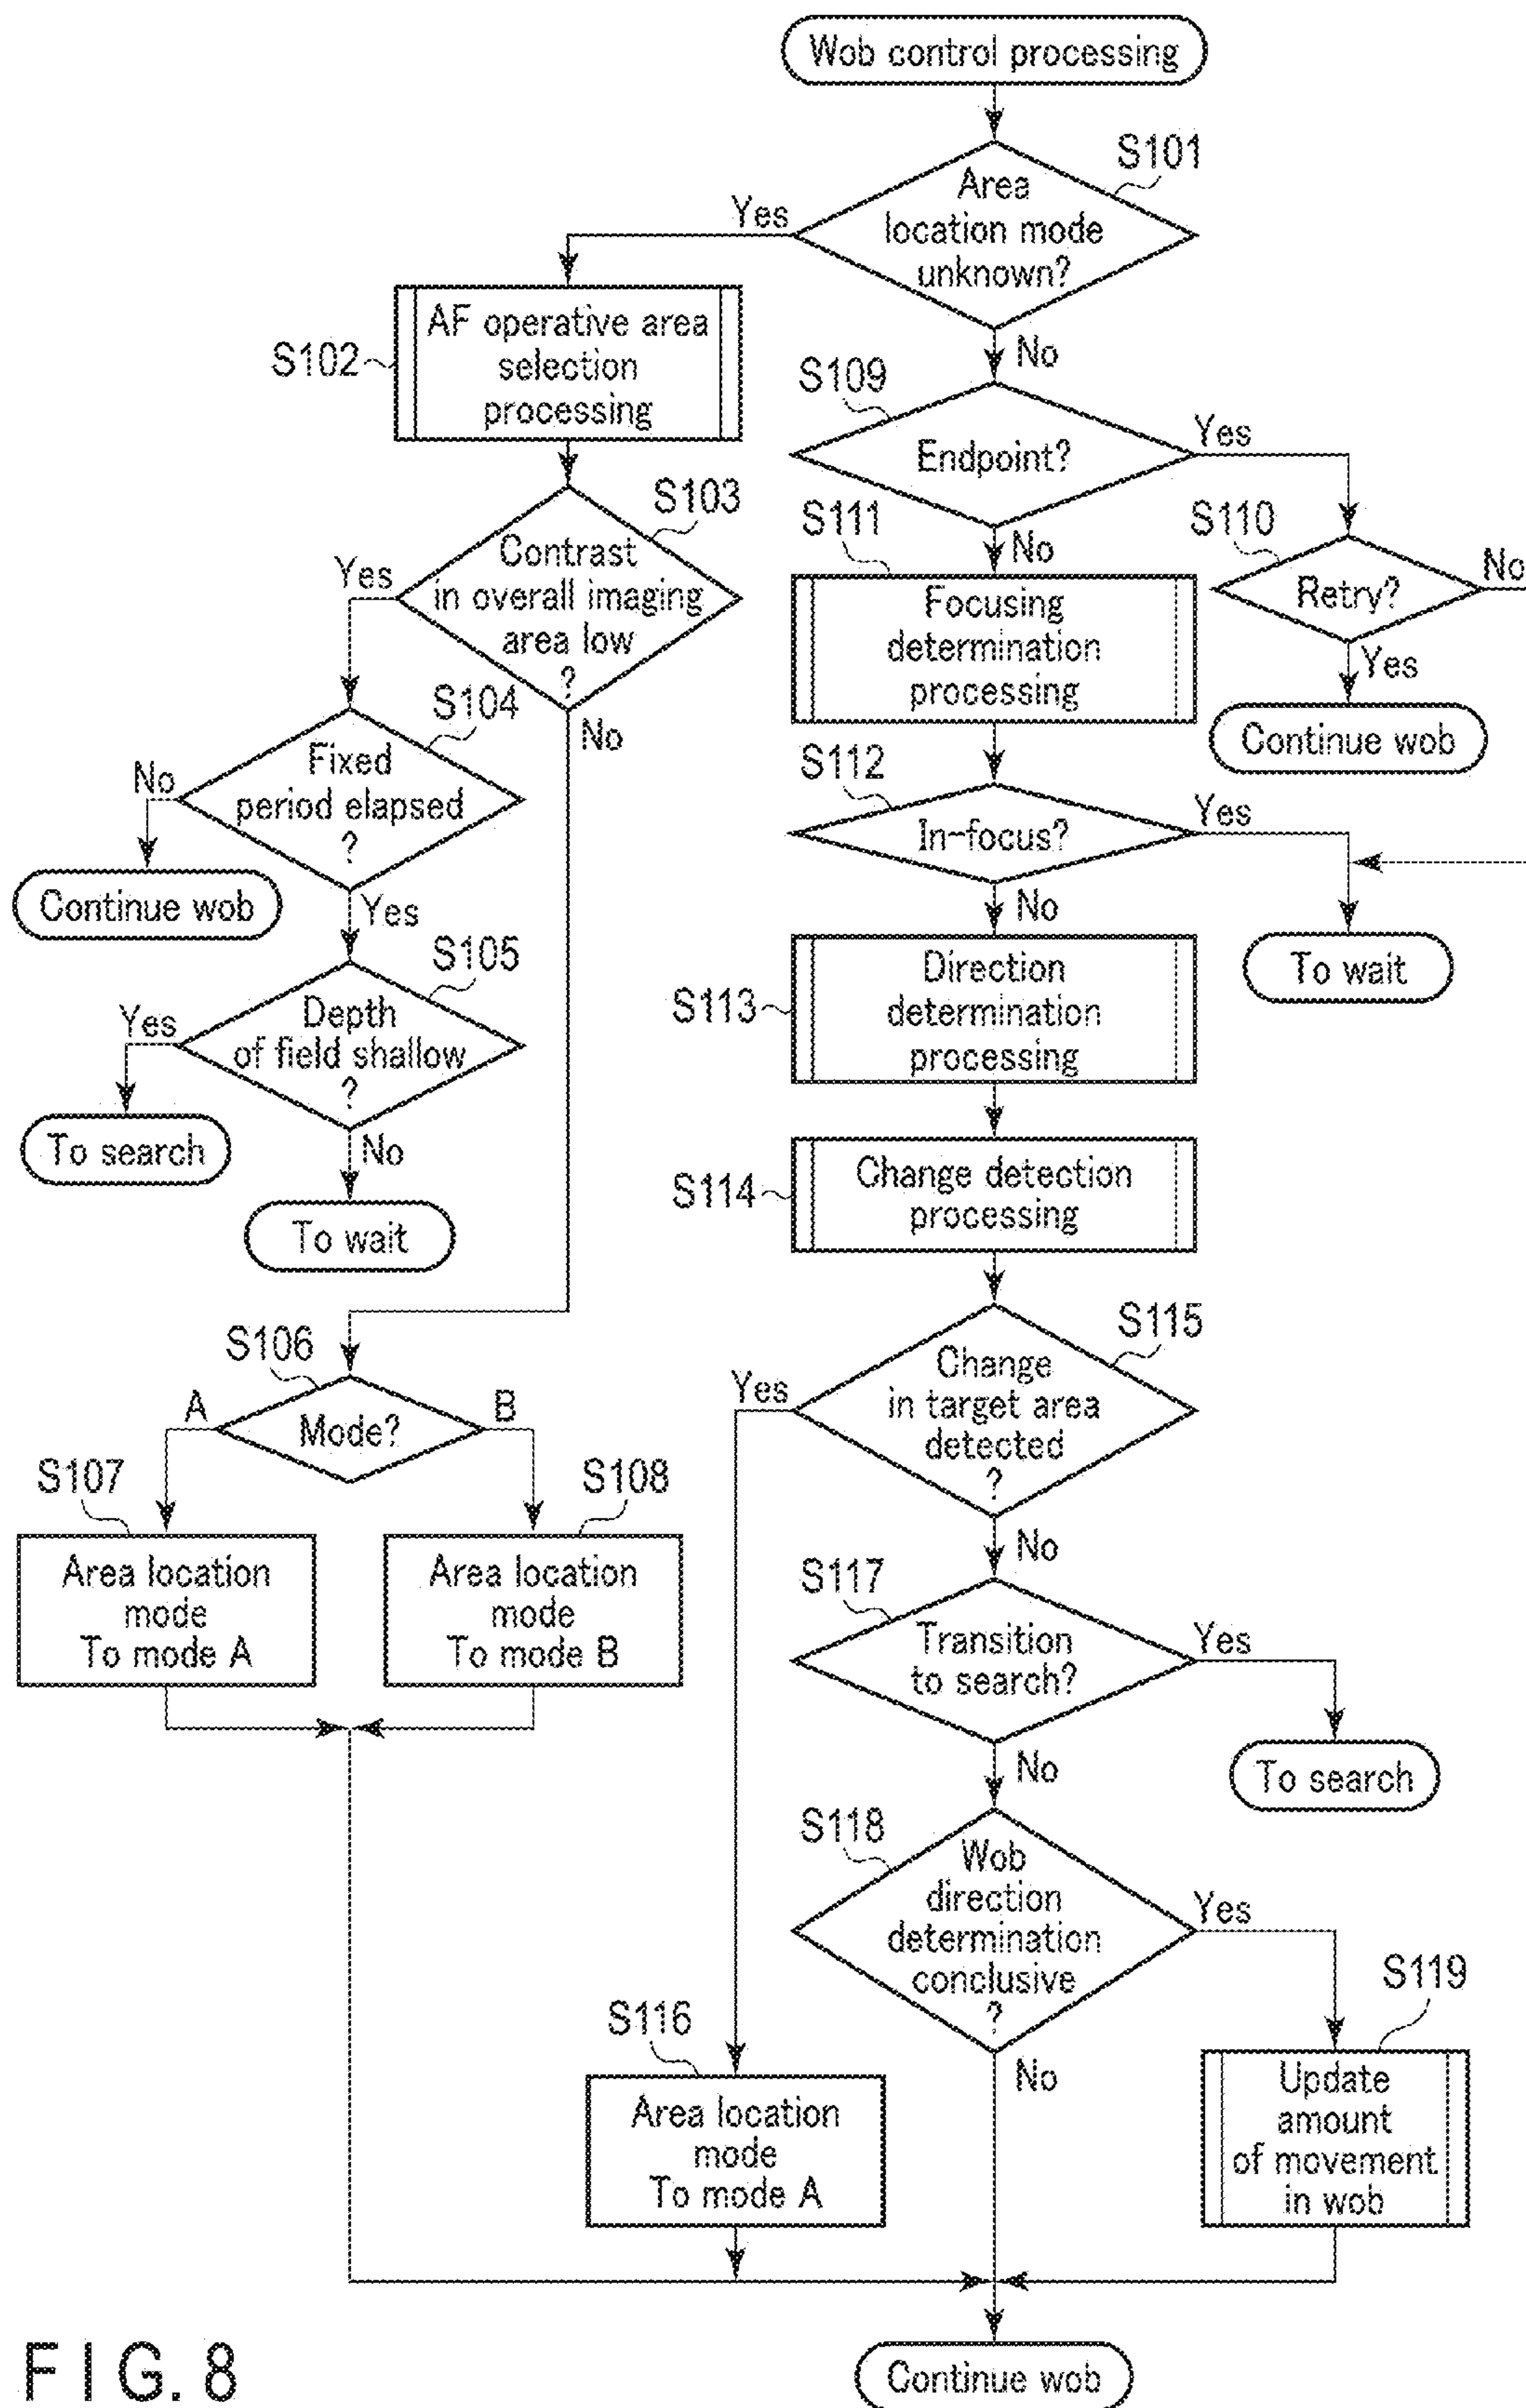 Wob control processing
S101
Area
location mode
unknown?
Yes
No
S102
AF operative area
selection
processing
S103
Contrast
in overall imaging
area low
?
Yes
No
S104
Fixed
period elapsed
?
No
Continue wob
Yes
S105
Depth
of field shallow
?
Yes
To search
No
To wait
S106
Mode?
A
B
S107
Area location
mode
To mode A
S108
Area location
mode
To mode B
S109
Endpoint?
Yes
No
S110
Retry?
No
Yes
Continue wob
S111
Focusing
determination
processing
S112
In-focus?
Yes
No
To wait
S113
Direction
determination
processing
S114
Change detection
processing
S115
Change
in target area
detected
?
Yes
No
S116
Area location
mode
To mode A
S117
Transition
to search?
Yes
To search
No
S118
Wob
direction
determination
conclusive
?
Yes
No
S119
Update
amount
of movement
in wob
Continue wob
FIG. 8